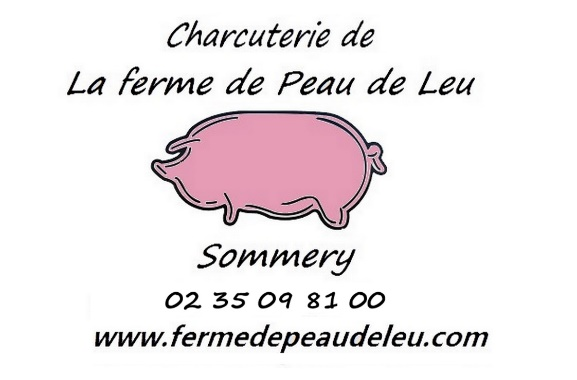 Charcuterie de
La ferme de Peau de Leu
Sommery
02 35 09 81 00
www.fermedepeaudeleu.com